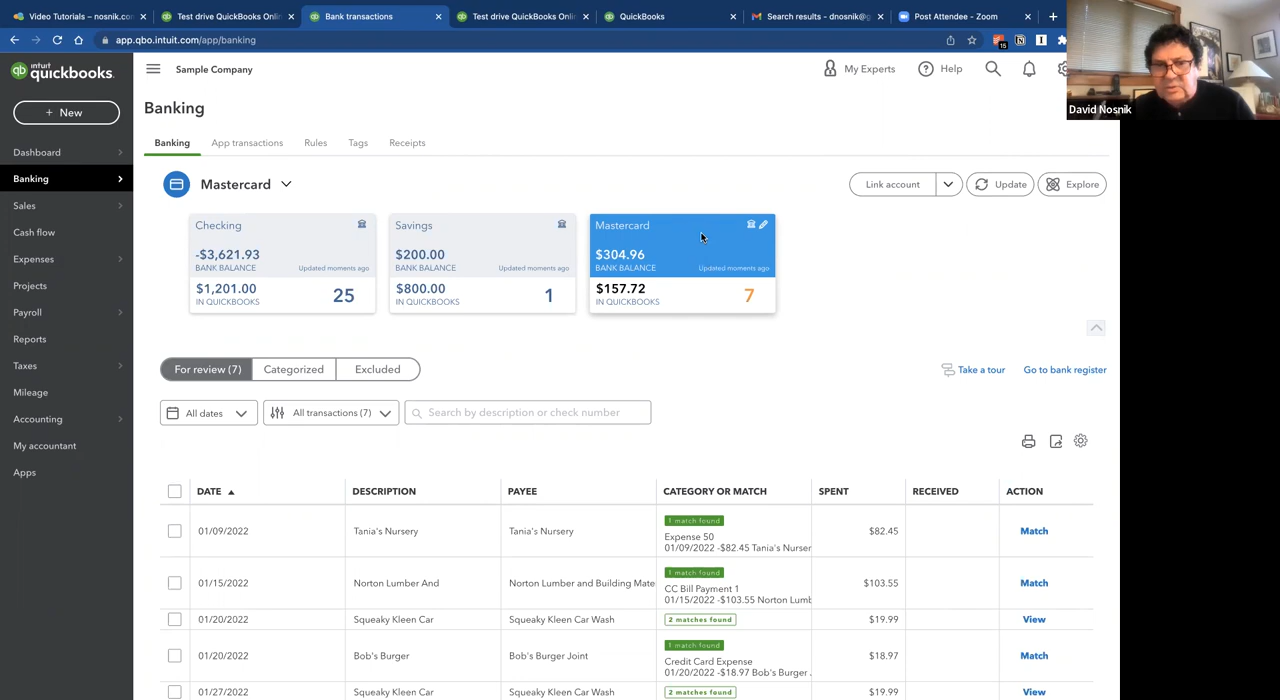 Video Tutorials – nosnik.com
Test drive QuickBooks Onlin
Bank transactions
Test drive QuickBooks Onlin
QuickBooks
Search results - dnosnik@g
Post Attendee - Zoom
app.qbo.intuit.com/app/banking
15
David Nosnik
intuit
quickbooks.
+ New
Dashboard
Banking
Sales
Cash flow
Expenses
Projects
Payroll
Reports
Taxes
Mileage
Accounting
My accountant
Apps
Sample Company
My Experts
Help
Banking
Banking App transactions Rules Tags Receipts
Mastercard
Link account Update Explore
Checking
-$3,621.93
BANK BALANCE Updated moments ago
$1,201.00
IN QUICKBOOKS
25
Savings
$200.00
BANK BALANCE Updated moments ago
$800.00
IN QUICKBOOKS
1
Mastercard
$304.96
BANK BALANCE Updated moments ago
$157.72
IN QUICKBOOKS
7
For review (7) Categorized Excluded
Take a tour Go to bank register
All dates All transactions (7) Search by description or check number
DATE DESCRIPTION PAYEE CATEGORY OR MATCH SPENT RECEIVED ACTION
01/09/2022 Tania's Nursery Tania's Nursery
1 match found
Expense 50
01/09/2022 -$82.45 Tania's Nurser
$82.45 Match
01/15/2022 Norton Lumber And Norton Lumber and Building Mate
1 match found
CC Bill Payment 1
01/15/2022 -$103.55 Norton Lumb
$103.55 Match
01/20/2022 Squeaky Kleen Car Squeaky Kleen Car Wash 2 matches found $19.99 View
01/20/2022 Bob's Burger Bob's Burger Joint
1 match found
Credit Card Expense
01/20/2022 -$18.97 Bob's Burger
$18.97 Match
01/27/2022 Squeaky Kleen Car Squeaky Kleen Car Wash 2 matches found $19.99 View